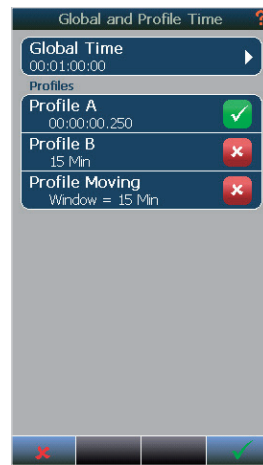 Global and Profile Time ?
Global Time
00:01:00:00
Profiles
Profile A
00:00:00.250
Profile B
15 Min
Profile Moving
Window = 15 Min